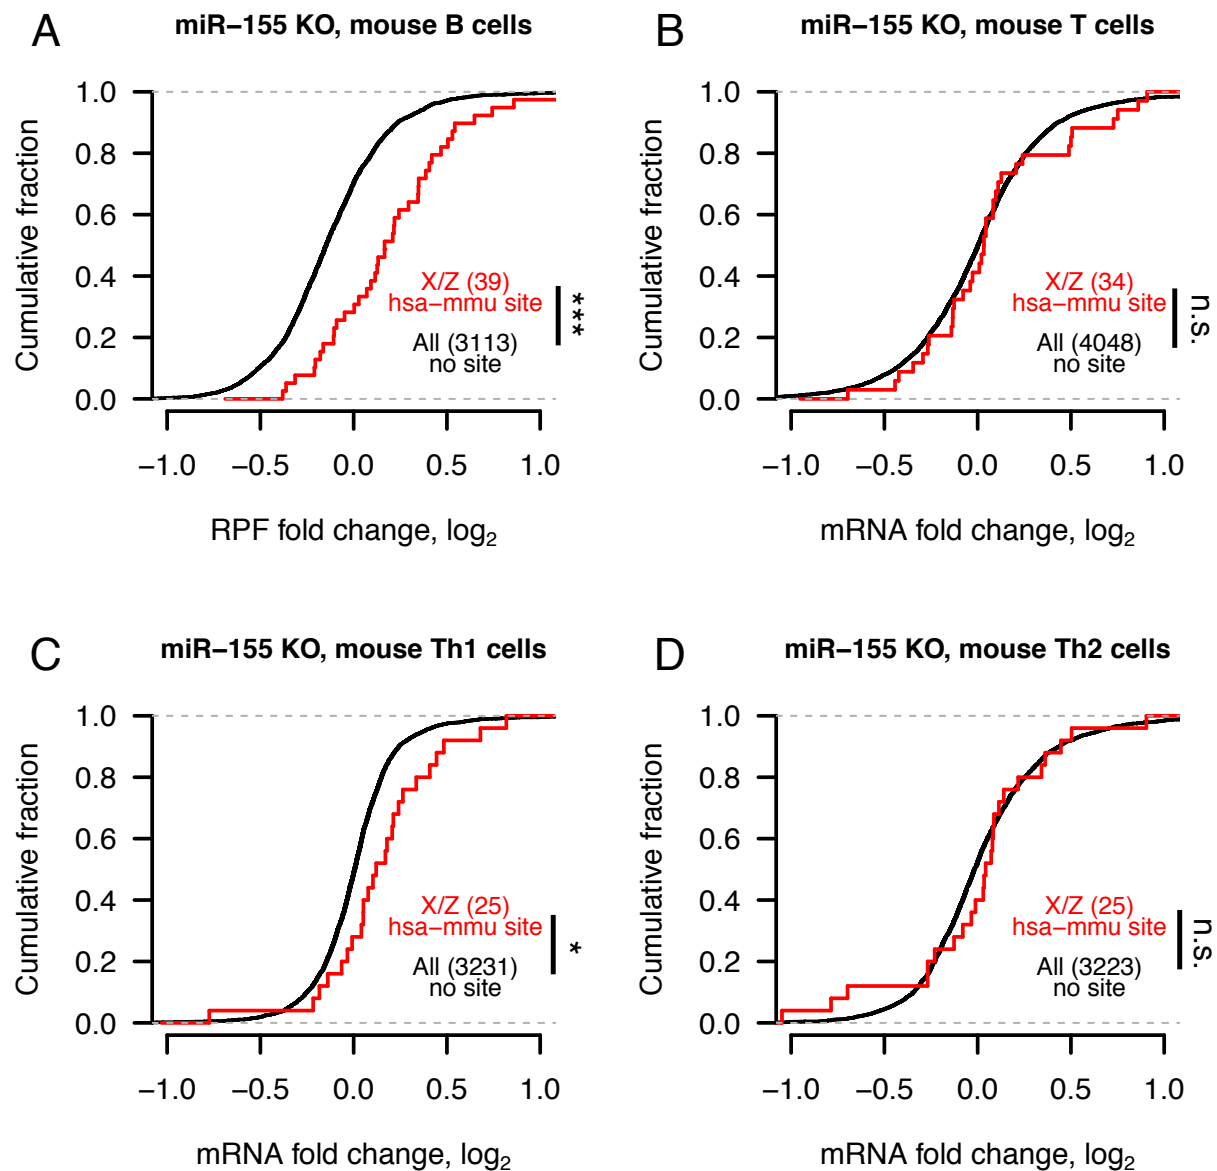 A
miR–155 KO, mouse B cells
Cumulative fraction
1.0
0.8
0.6
0.4
0.2
0.0
X/Z (39)
hsa–mmu site
All (3113)
no site
***
−1.0 −0.5 0.0 0.5 1.0
RPF fold change, log2
B
miR–155 KO, mouse T cells
Cumulative fraction
1.0
0.8
0.6
0.4
0.2
0.0
X/Z (34)
hsa–mmu site
All (4048)
no site
n.s.
−1.0 −0.5 0.0 0.5 1.0
mRNA fold change, log2
C
miR–155 KO, mouse Th1 cells
Cumulative fraction
1.0
0.8
0.6
0.4
0.2
0.0
X/Z (25)
hsa–mmu site
All (3231)
no site
*
−1.0 −0.5 0.0 0.5 1.0
mRNA fold change, log2
D
miR–155 KO, mouse Th2 cells
Cumulative fraction
1.0
0.8
0.6
0.4
0.2
0.0
X/Z (25)
hsa–mmu site
All (3223)
no site
n.s.
−1.0 −0.5 0.0 0.5 1.0
mRNA fold change, log2